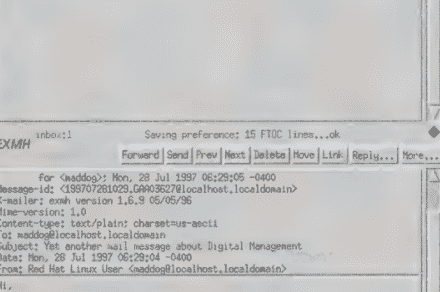 inbox:1 Saving preference: 15 FTOC lines...ok
EXMH
Forward Send Prev Next Delete Move Link Reply... More...
for <maddog>; Mon, 28 Jul 1997 06:29:05 -0400
Message-id: <199707281029.GAA03627@localhost.localdomain>
X-mailer: exmh version 1.6.9 05/05/96
Mime-version: 1.0
Content-type: text/plain; charset=us-ascii
To: maddog@localhost.localdomain
Subject: Yet another mail message about Digital Management
Date: Mon, 28 Jul 1997 06:29:04 -0400
From: Red Hat Linux User <maddog@localhost.localdomain>
Hi,